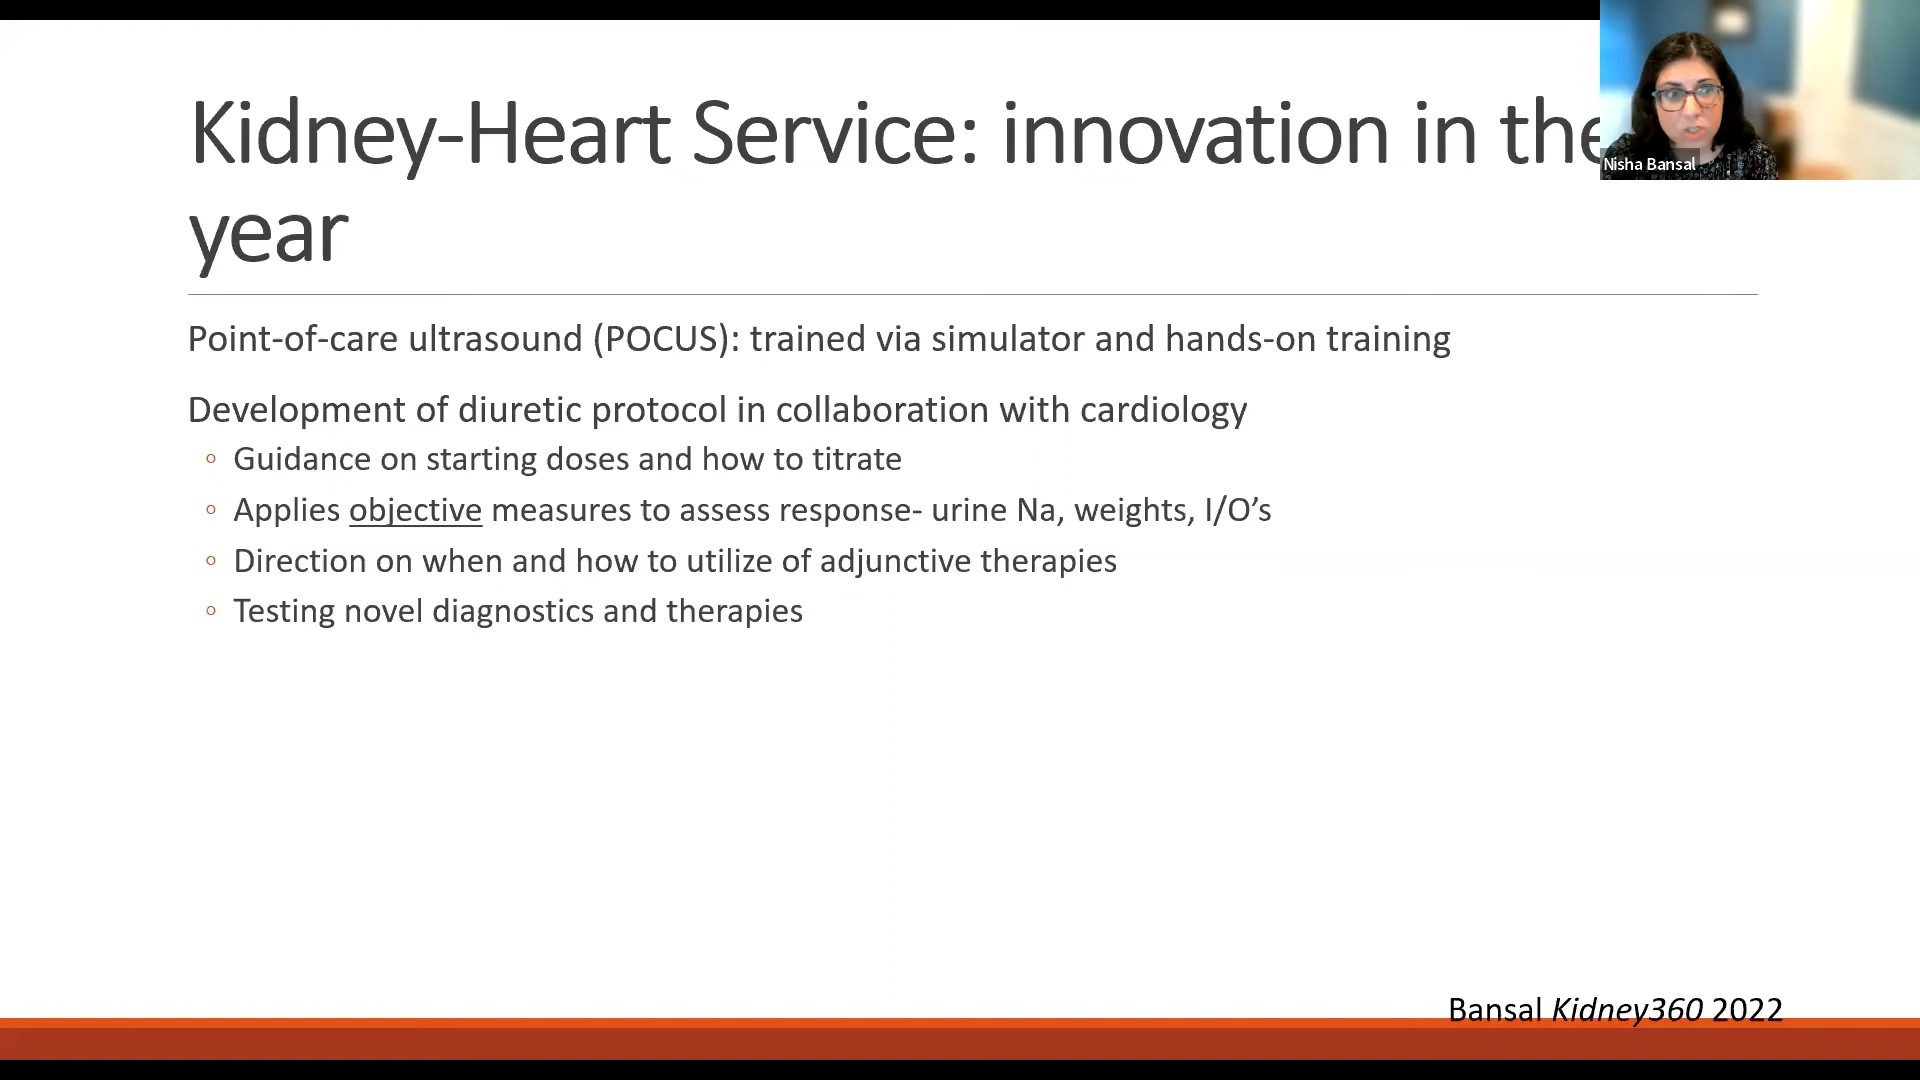 Kidney-Heart Service: innovation in the
year
Nisha Bansal
Point-of-care ultrasound (POCUS): trained via simulator and hands-on training
Development of diuretic protocol in collaboration with cardiology
◦ Guidance on starting doses and how to titrate
◦ Applies objective measures to assess response- urine Na, weights, I/O’s
◦ Direction on when and how to utilize of adjunctive therapies
◦ Testing novel diagnostics and therapies
Bansal Kidney360 2022